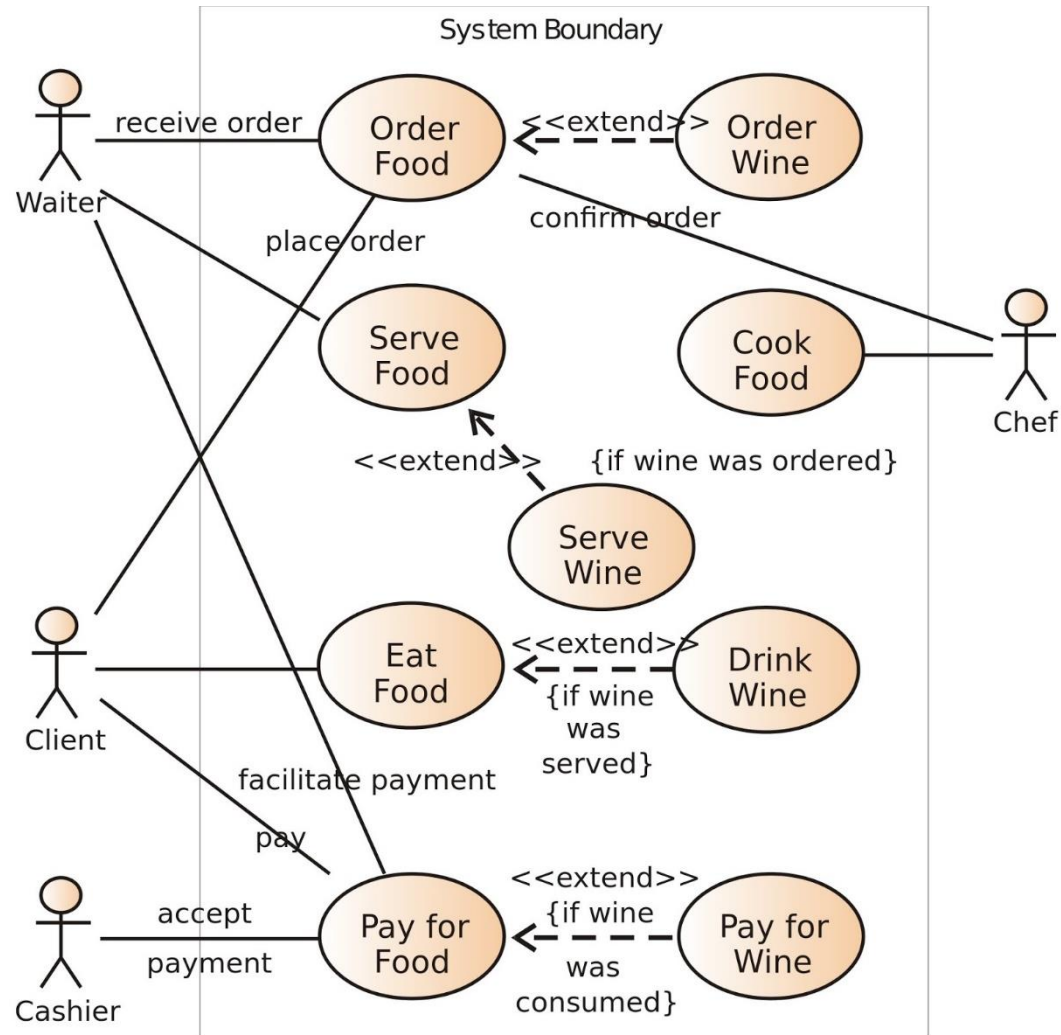 System Boundary
receive order
Order
Food
<<extend>>
Order
Wine
Waiter
place order
confirm order
Serve
Food
Cook
Food
Chef
<<extend>>
{if wine was ordered}
Serve
Wine
Client
Eat
Food
<<extend>>
{if wine
was
served}
Drink
Wine
facilitate payment
pay
Cashier
accept
payment
Pay for
Food
<<extend>>
{if wine
was
consumed}
Pay for
Wine